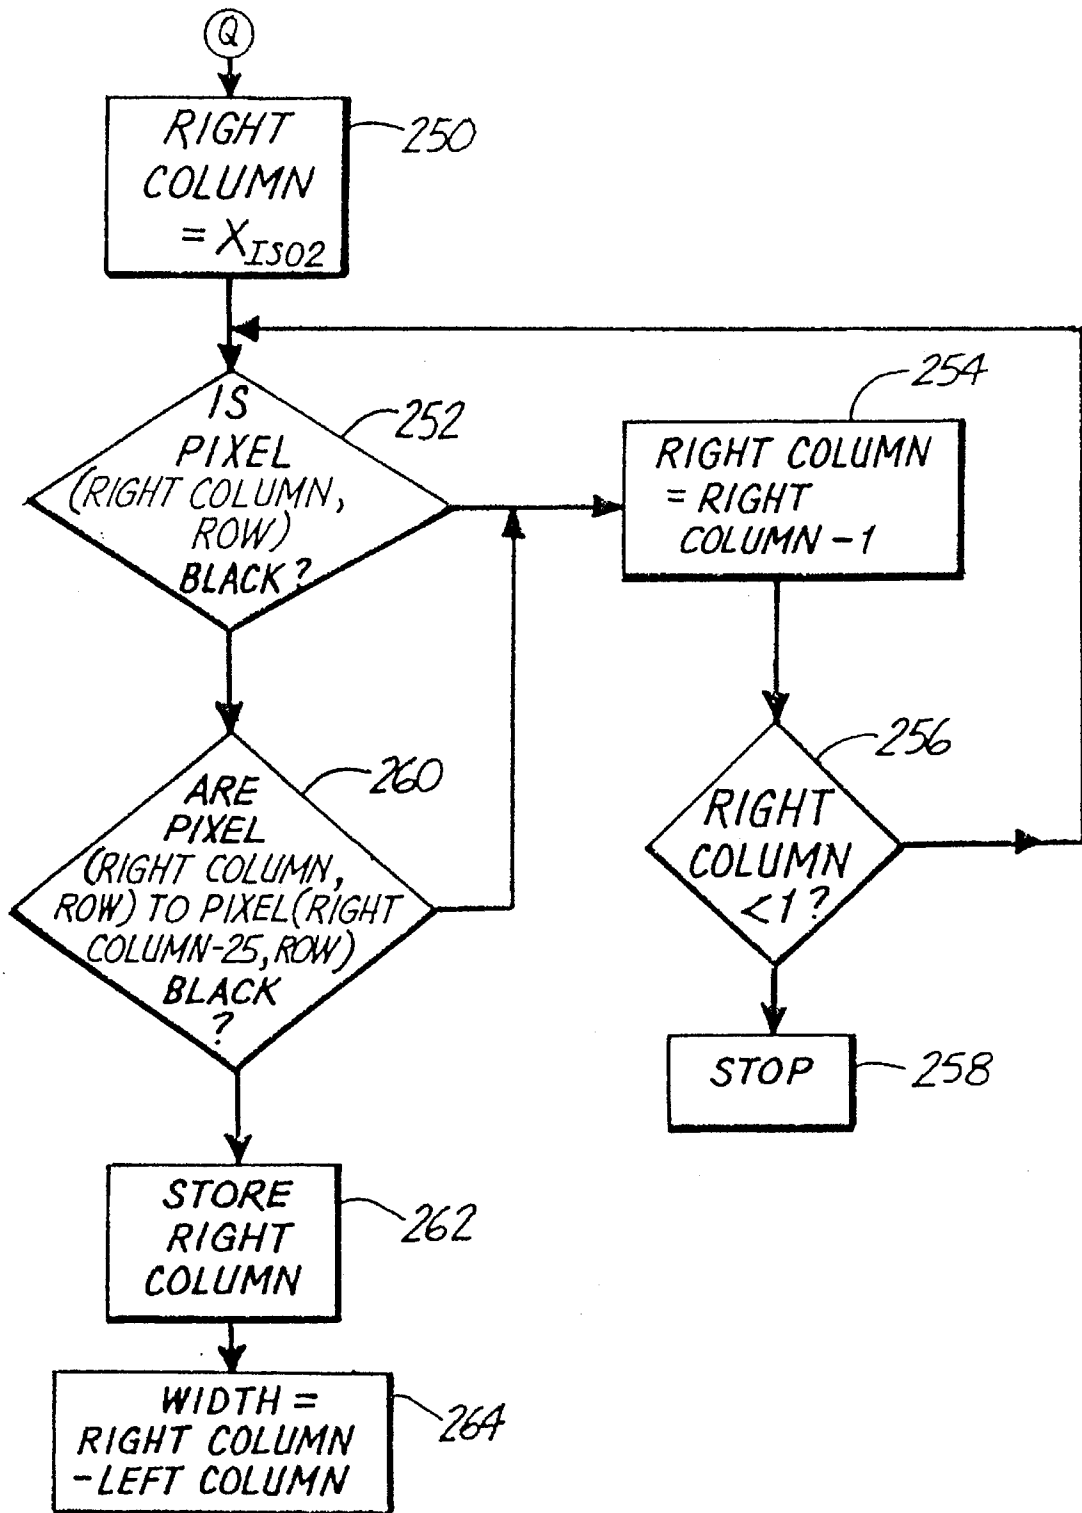 Q
RIGHT
COLUMN
= X ISO2
250
IS
PIXEL
(RIGHT COLUMN,
ROW)
BLACK?
252
RIGHT COLUMN
= RIGHT
COLUMN-1
254
RIGHT
COLUMN
<1?
256
STOP
258
ARE
PIXEL
(RIGHT COLUMN,
ROW) TO PIXEL(RIGHT
COLUMN-25, ROW)
BLACK
?
260
STORE
RIGHT
COLUMN
262
WIDTH =
RIGHT COLUMN
-LEFT COLUMN
264